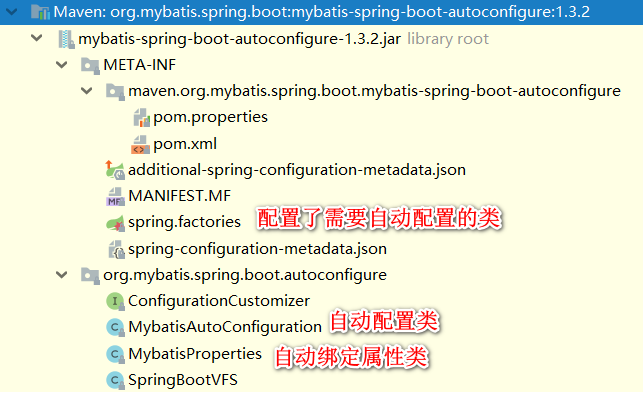 Maven: org.mybatis.spring.boot:mybatis-spring-boot-autoconfigure:1.3.2
mybatis-spring-boot-autoconfigure-1.3.2.jar library root
META-INF
maven.org.mybatis.spring.boot.mybatis-spring-boot-autoconfigure
pom.properties
pom.xml
additional-spring-configuration-metadata.json
MANIFEST.MF
spring.factories 配置了需要自动配置的类
spring-configuration-metadata.json
org.mybatis.spring.boot.autoconfigure
ConfigurationCustomizer
MybatisAutoConfiguration 自动配置类
MybatisProperties 自动绑定属性类
SpringBootVFS